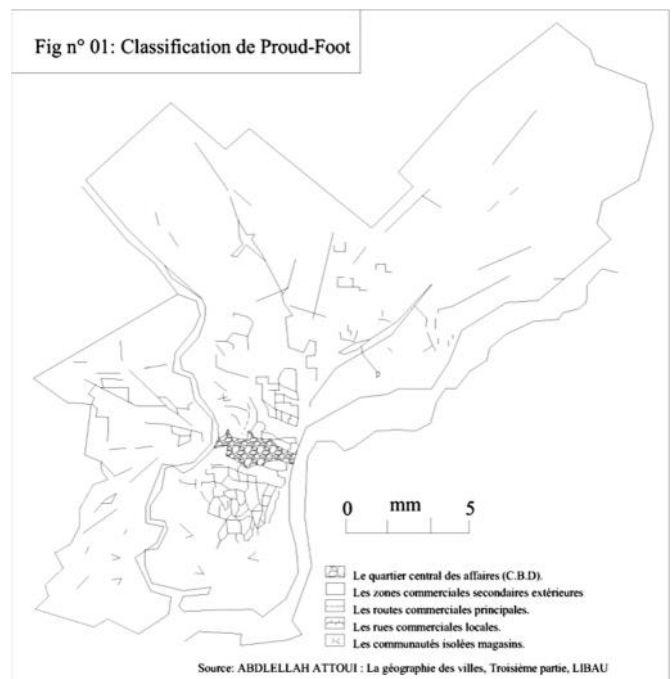 Fig n° 01: Classification de Proud-Foot
0 mm 5
Le quartier central des affaires (C.B.D).
Les zones commerciales secondaires extérieures
Les routes commerciales principales.
Les rues commerciales locales.
Les communautés isolées magasins.
Source: ABDLELLAH ATTOUI : La géographie des villes, Troisième partie, LIBAU